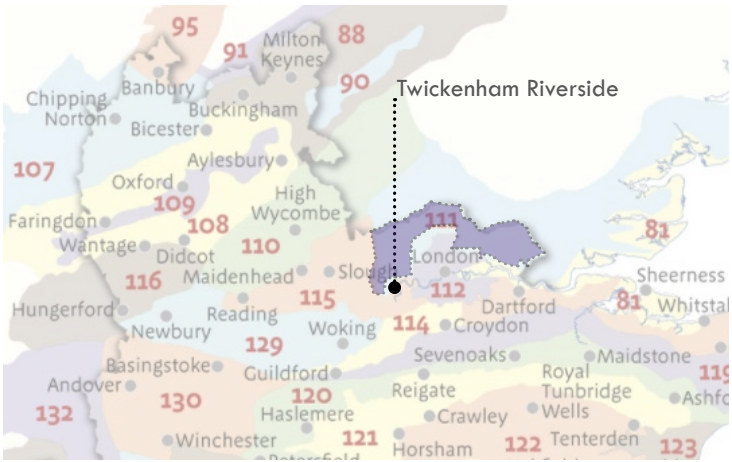 95
91
Milton
Keynes
88
90
Banbury
Chipping
Norton
Buckingham
Bicester
Twickenham Riverside
Aylesbury
107
Oxford
109
High
Wycombe
Faringdon
108
111
81
Wantage
Didcot
110
London
116
Maidenhead
Slough
Sheerness
Hungerford
115
112
Dartford
81
Whitstal
Reading
Newbury
Woking
114
Croydon
129
Sevenoaks
Maidstone
Basingstoke
Guildford
Royal
Tunbridge
Wells
119
Andover
130
120
Reigate
Ashfo
132
Haslemere
Crawley
Winchester
121
Horsham
122
Tenterden
123